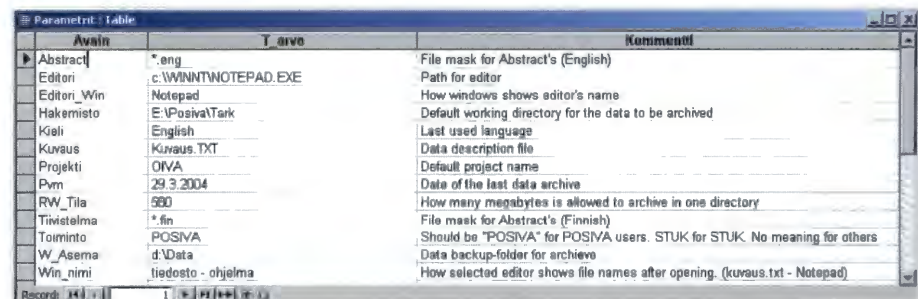 Parametrit : Table
Avain T_arvo Kommentti
Abstract *.eng File mask for Abstract's (English)
Editori c:\WINNT\NOTEPAD.EXE Path for editor
Editori_Win Notepad How windows shows editor's name
Hakemisto E:\Posiva\Tark Default working directory for the data to be archived
Kieli English Last used language
Kuvaus Kuvaus.TXT Data description file
Projekti OIVA Default project name
Pvm 29.3.2004 Date of the last data archive
RW_Tila 580 How many megabytes is allowed to archive in one directory
Tiivistelma *.fin File mask for Abstract's (Finnish)
Toiminto POSIVA Should be "POSIVA" for POSIVA users. STUK for STUK. No meaning for others
W_Asema d:\Data Data backup-folder for archieve
Win_nimi tiedosto - ohjelma How selected editor shows file names after opening. (kuvaus.txt - Notepad)
Record: 1